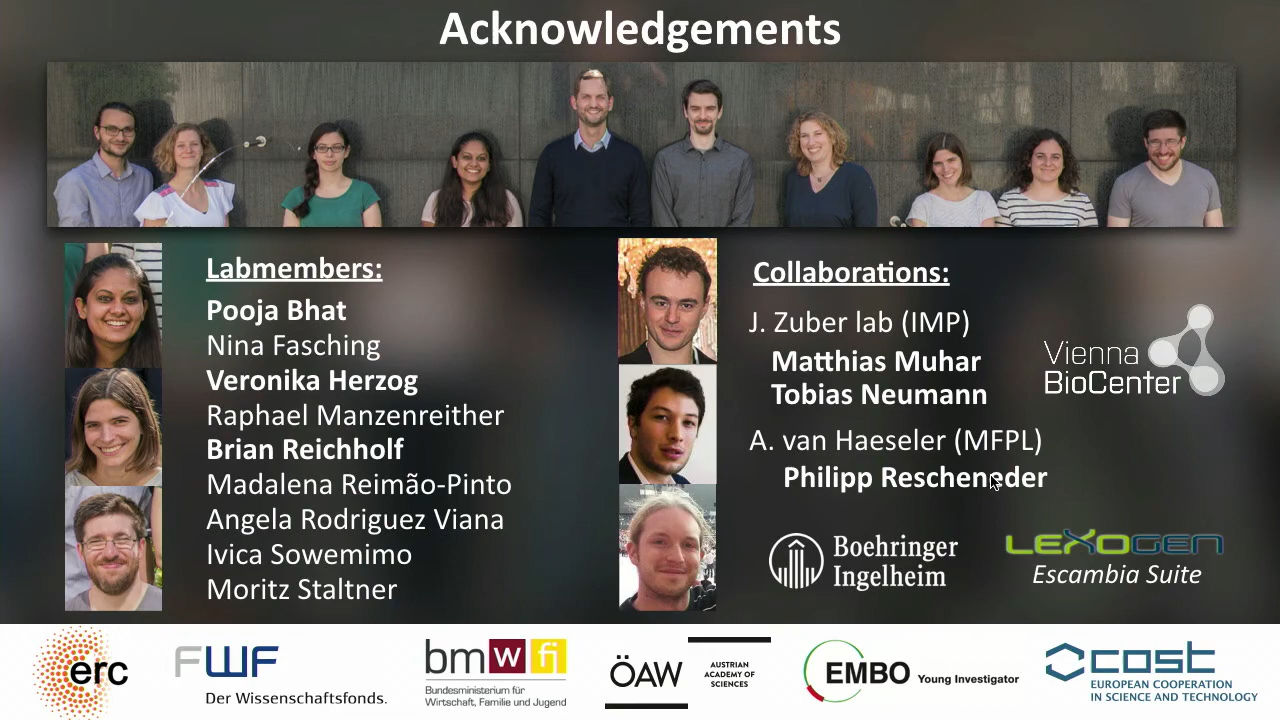 Acknowledgements
Labmembers:
Pooja Bhat
Nina Fasching
Veronika Herzog
Raphael Manzenreither
Brian Reichholf
Madalena Reimão-Pinto
Angela Rodriguez Viana
Ivica Sowemimo
Moritz Staltner
Collaborations:
J. Zuber lab (IMP)
Matthias Muhar
Tobias Neumann
A. van Haeseler (MFPL)
Philipp Rescheneder
Vienna
BioCenter
Boehringer
Ingelheim
LEXOGEN
Escambia Suite
erc
FWF
Der Wissenschaftsfonds.
bmwfj
Bundesministerium für
Wirtschaft, Familie und Jugend
ÖAW
AUSTRIAN
ACADEMY OF
SCIENCES
EMBO Young Investigator
cost
EUROPEAN COOPERATION
IN SCIENCE AND TECHNOLOGY